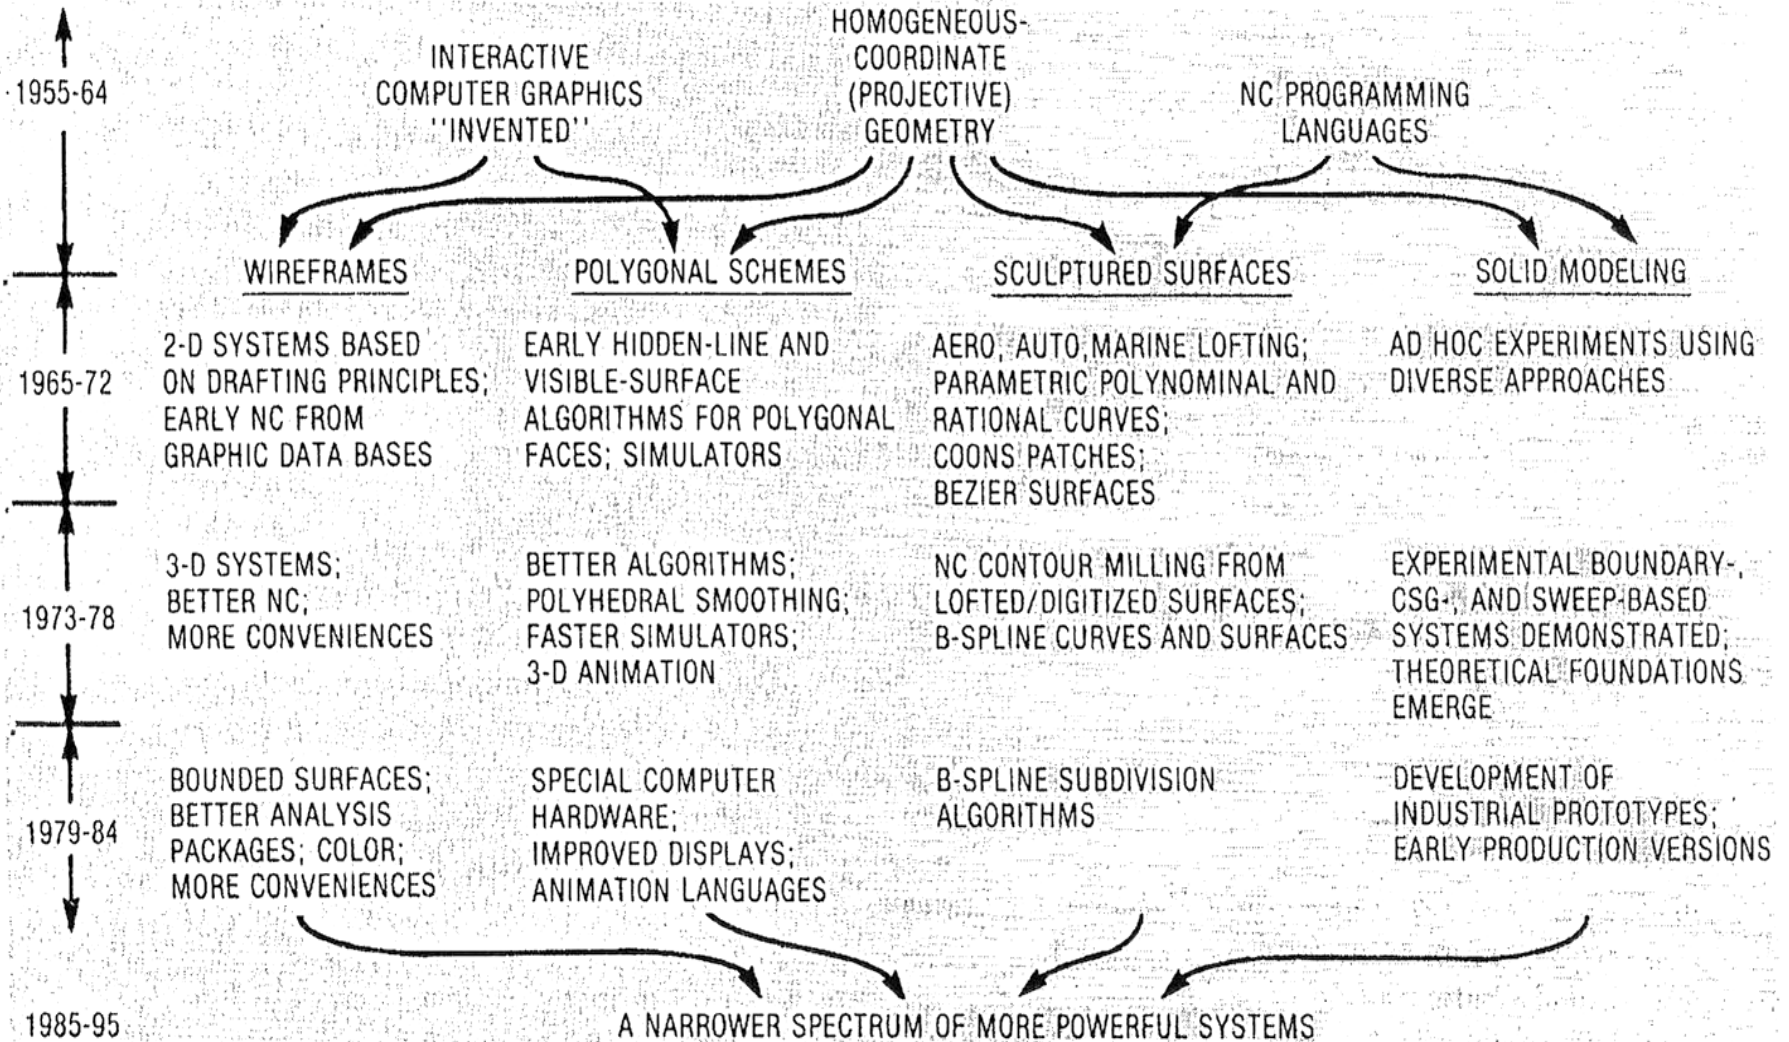 1955-64
INTERACTIVE
COMPUTER GRAPHICS
"INVENTED"
HOMOGENEOUS-
COORDINATE
(PROJECTIVE)
GEOMETRY
NC PROGRAMMING
LANGUAGES
WIREFRAMES
POLYGONAL SCHEMES
SCULPTURED SURFACES
SOLID MODELING
1965-72
2-D SYSTEMS BASED
ON DRAFTING PRINCIPLES;
EARLY NC FROM
GRAPHIC DATA BASES
EARLY HIDDEN-LINE AND
VISIBLE-SURFACE
ALGORITHMS FOR POLYGONAL
FACES; SIMULATORS
AERO, AUTO, MARINE LOFTING;
PARAMETRIC POLYNOMINAL AND
RATIONAL CURVES;
COONS PATCHES;
BEZIER SURFACES
AD HOC EXPERIMENTS USING
DIVERSE APPROACHES
1973-78
3-D SYSTEMS;
BETTER NC;
MORE CONVENIENCES
BETTER ALGORITHMS;
POLYHEDRAL SMOOTHING;
FASTER SIMULATORS;
3-D ANIMATION
NC CONTOUR MILLING FROM
LOFTED/DIGITIZED SURFACES;
B-SPLINE CURVES AND SURFACES
EXPERIMENTAL BOUNDARY-,
CSG-, AND SWEEP-BASED
SYSTEMS DEMONSTRATED;
THEORETICAL FOUNDATIONS
EMERGE
1979-84
BOUNDED SURFACES;
BETTER ANALYSIS
PACKAGES; COLOR;
MORE CONVENIENCES
SPECIAL COMPUTER
HARDWARE;
IMPROVED DISPLAYS;
ANIMATION LANGUAGES
B-SPLINE SUBDIVISION
ALGORITHMS
DEVELOPMENT OF
INDUSTRIAL PROTOTYPES;
EARLY PRODUCTION VERSIONS
1985-95
A NARROWER SPECTRUM OF MORE POWERFUL SYSTEMS